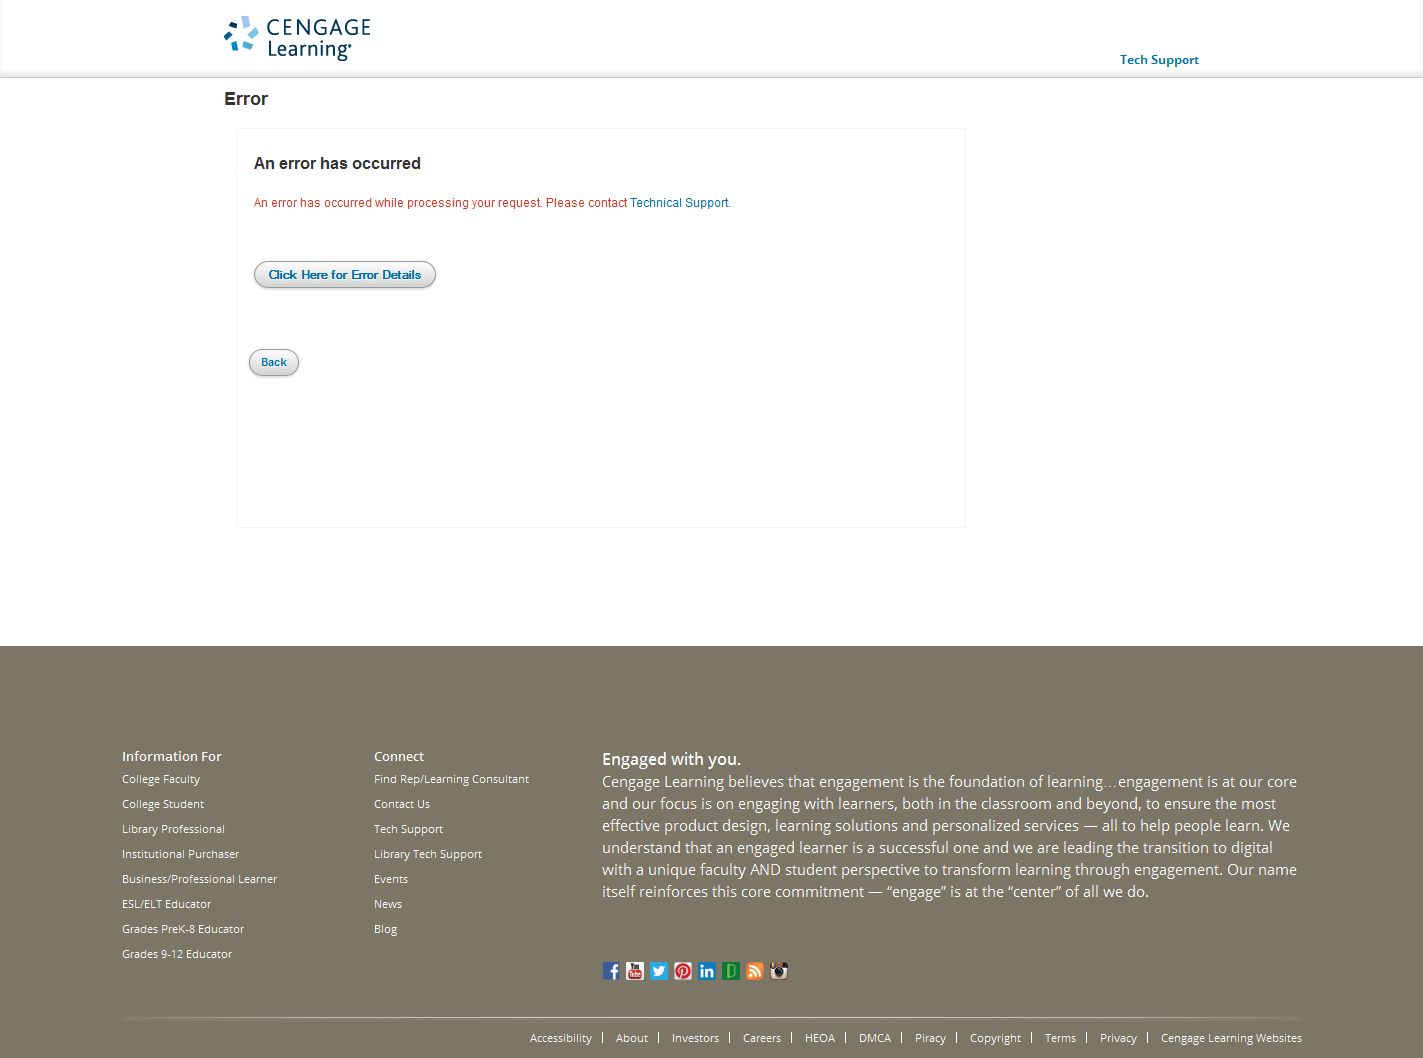 CENGAGE
Learning
Tech Support
Error
An error has occurred
An error has occurred while processing your request. Please contact Technical Support.
Click Here for Error Details
Back
Information For
College Faculty
College Student
Library Professional
Institutional Purchaser
Business/Professional Learner
ESL/ELT Educator
Grades PreK-8 Educator
Grades 9-12 Educator
Connect
Find Rep/Learning Consultant
Contact Us
Tech Support
Library Tech Support
Events
News
Blog
Engaged with you.
Cengage Learning believes that engagement is the foundation of learning…engagement is at our core
and our focus is on engaging with learners, both in the classroom and beyond, to ensure the most
effective product design, learning solutions and personalized services — all to help people learn. We
understand that an engaged learner is a successful one and we are leading the transition to digital
with a unique faculty AND student perspective to transform learning through engagement. Our name
itself reinforces this core commitment — “engage” is at the “center” of all we do.
You Tube
Accessibility | About | Investors | Careers | HEOA | DMCA | Piracy | Copyright | Terms | Privacy | Cengage Learning Websites